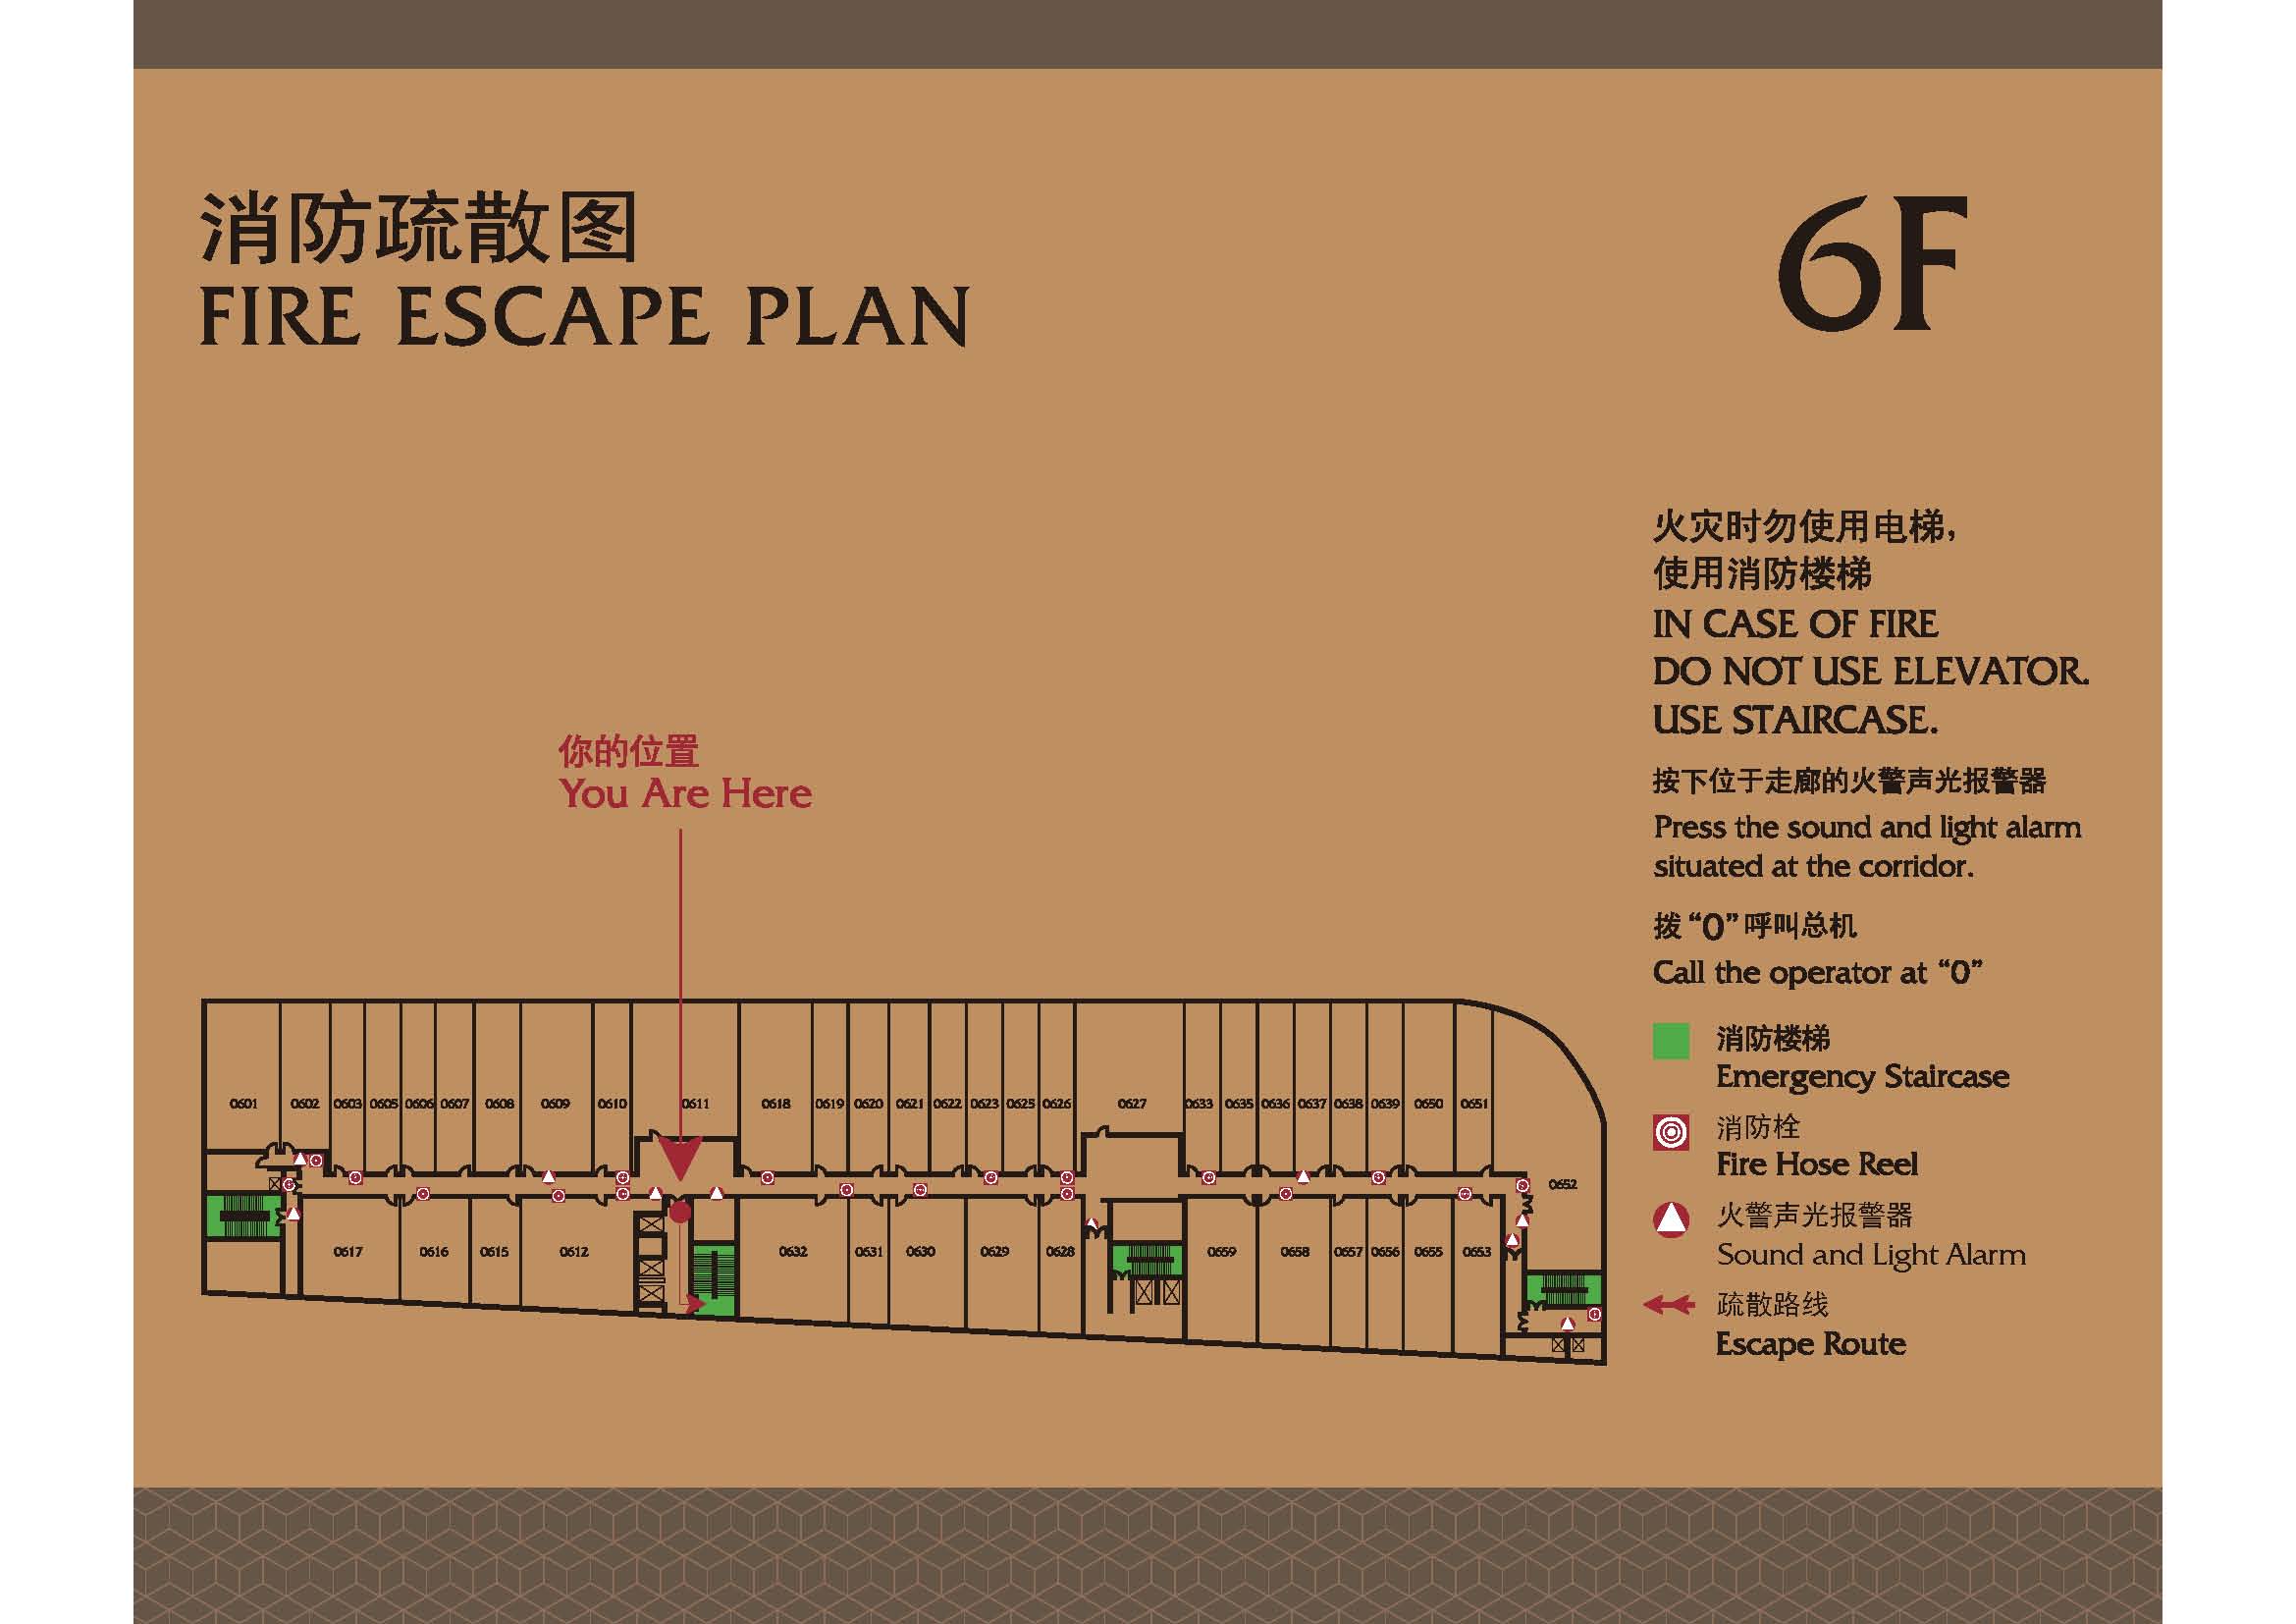 消防疏散图
FIRE ESCAPE PLAN
6F
火灾时勿使用电梯，
使用消防楼梯
IN CASE OF FIRE
DO NOT USE ELEVATOR.
USE STAIRCASE.
按下位于走廊的火警声光报警器
Press the sound and light alarm
situated at the corridor.
拨“0”呼叫总机
Call the operator at “0”
消防楼梯
Emergency Staircase
消防栓
Fire Hose Reel
火警声光报警器
Sound and Light Alarm
疏散路线
Escape Route
你的位置
You Are Here
0601 0602 0603 0605 0606 0607 0608 0609 0610 0611 0618 0619 0620 0621 0622 0623 0625 0626 0627 0633 0635 0636 0637 0638 0639 0650 0651
0652
0617 0616 0615 0612 0632 0631 0630 0629 0628 0659 0658 0657 0656 0655 0653